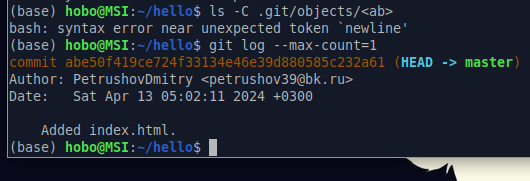 (base) hobo@MSI:~/hello$ ls -C .git/objects/<ab>
bash: syntax error near unexpected token `newline'
(base) hobo@MSI:~/hello$ git log --max-count=1
commit abe50f419ce724f33134e46e39d880585c232a61 (HEAD -> master)
Author: PetrushovDmitry <petrushov39@bk.ru>
Date:   Sat Apr 13 05:02:11 2024 +0300

    Added index.html.
(base) hobo@MSI:~/hello$